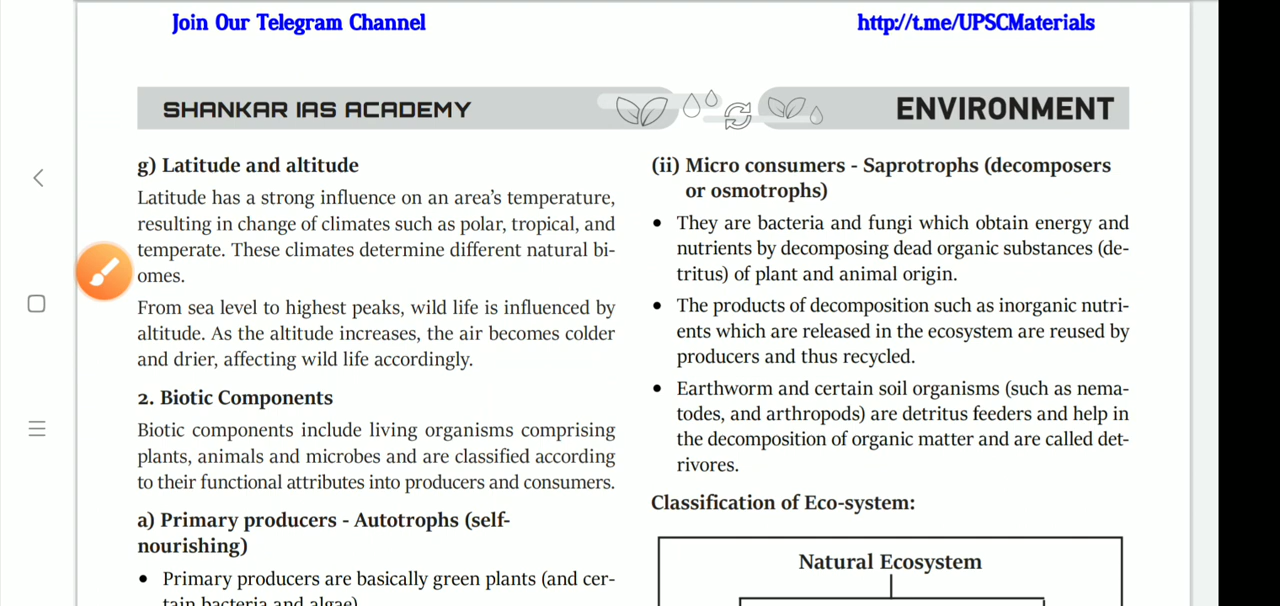 Join Our Telegram Channel
http://t.me/UPSCMaterials
SHANKAR IAS ACADEMY
ENVIRONMENT
g) Latitude and altitude
Latitude has a strong influence on an area's temperature,
resulting in change of climates such as polar, tropical, and
temperate. These climates determine different natural bi-
omes.
From sea level to highest peaks, wild life is influenced by
altitude. As the altitude increases, the air becomes colder
and drier, affecting wild life accordingly.
2. Biotic Components
Biotic components include living organisms comprising
plants, animals and microbes and are classified according
to their functional attributes into producers and consumers.
a) Primary producers - Autotrophs (self-
nourishing)
• Primary producers are basically green plants (and cer-
tain bacteria and algae)
(ii) Micro consumers - Saprotrophs (decomposers
or osmotrophs)
• They are bacteria and fungi which obtain energy and
nutrients by decomposing dead organic substances (de-
tritus) of plant and animal origin.
• The products of decomposition such as inorganic nutri-
ents which are released in the ecosystem are reused by
producers and thus recycled.
• Earthworm and certain soil organisms (such as nema-
todes, and arthropods) are detritus feeders and help in
the decomposition of organic matter and are called det-
rivores.
Classification of Eco-system:
Natural Ecosystem